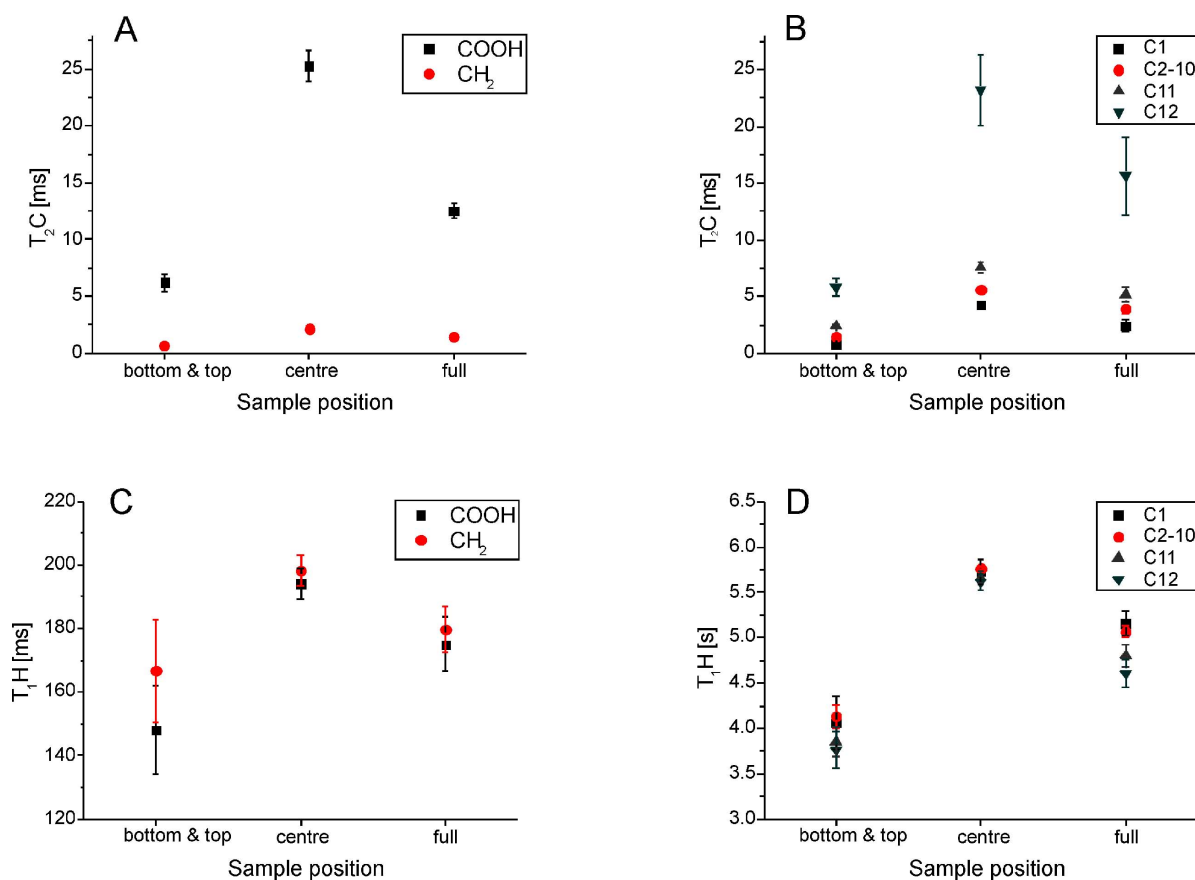 A
COOH
CH2
25
20
15
10
5
0
T2C [ms]
bottom & top centre full
Sample position
B
C1
C2-10
C11
C12
25
20
15
10
5
0
T2C [ms]
bottom & top centre full
Sample position
C
COOH
CH2
220
200
180
160
140
120
T1H [ms]
bottom & top centre full
Sample position
D
C1
C2-10
C11
C12
6.5
6.0
5.5
5.0
4.5
4.0
3.5
3.0
T1H [s]
bottom & top centre full
Sample position